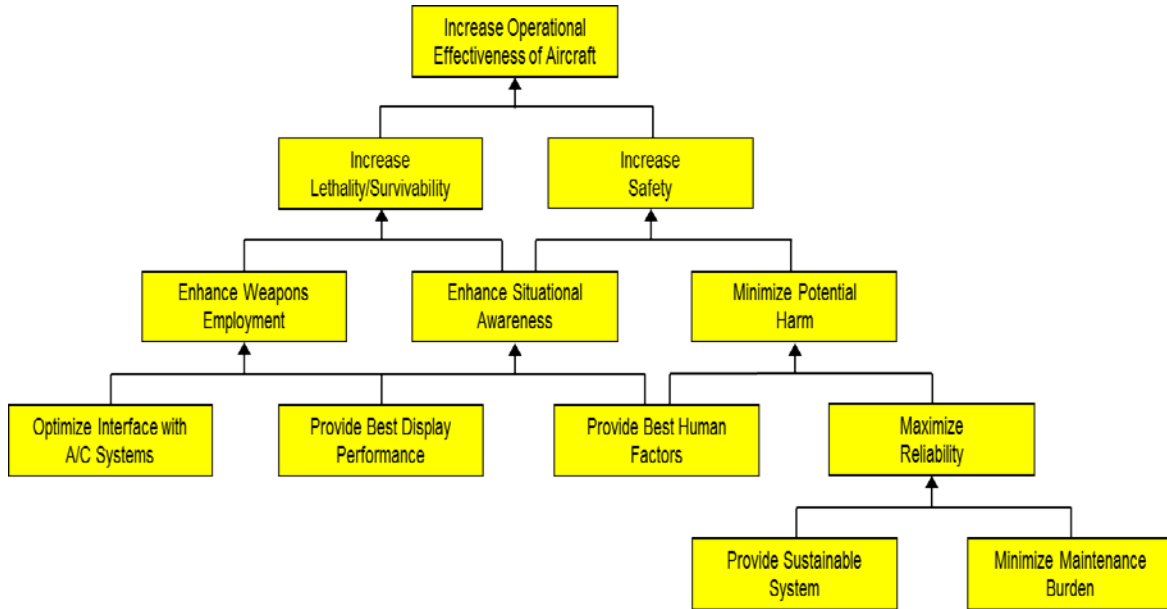 Increase Operational
Effectiveness of Aircraft
Increase
Lethality/Survivability
Increase
Safety
Enhance Weapons
Employment
Enhance Situational
Awareness
Minimize Potential
Harm
Optimize Interface with
A/C Systems
Provide Best Display
Performance
Provide Best Human
Factors
Maximize
Reliability
Provide Sustainable
System
Minimize Maintenance
Burden